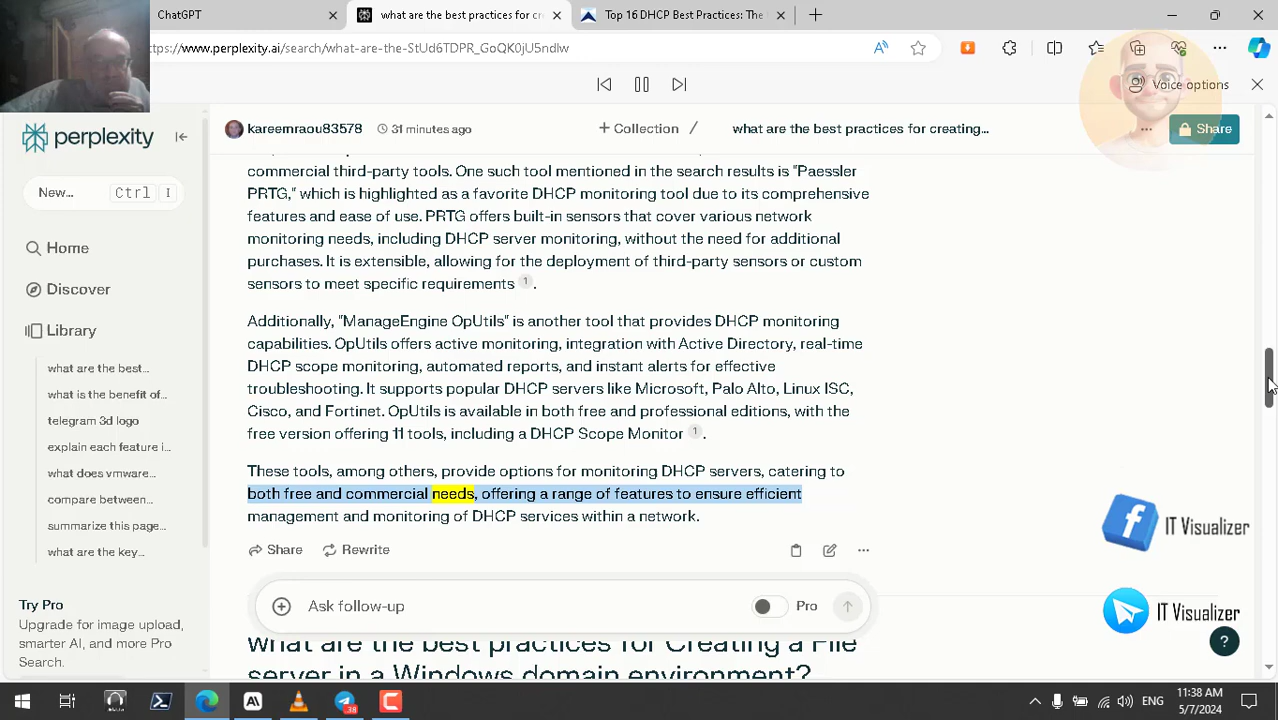 ChatGPT
what are the best practices for cr
Top 16 DHCP Best Practices: The
ttps://www.perplexity.ai/search/what-are-the-StUd6TDPR_GoQK0jU5ndlw
Voice options
perplexity
kareemraou83578
31 minutes ago
Collection /
what are the best practices for creating...
Share
New...
Ctrl
I
Home
Discover
Library
what are the best...
what is the benefit of...
telegram 3d logo
explain each feature i...
what does vmware...
compare between...
summarize this page...
what are the key...
Try Pro
Upgrade for image upload,
smarter AI, and more Pro
Search.
commercial third-party tools. One such tool mentioned in the search results is "Paessler
PRTG," which is highlighted as a favorite DHCP monitoring tool due to its comprehensive
features and ease of use. PRTG offers built-in sensors that cover various network
monitoring needs, including DHCP server monitoring, without the need for additional
purchases. It is extensible, allowing for the deployment of third-party sensors or custom
sensors to meet specific requirements 1 .
Additionally, "ManageEngine OpUtils" is another tool that provides DHCP monitoring
capabilities. OpUtils offers active monitoring, integration with Active Directory, real-time
DHCP scope monitoring, automated reports, and instant alerts for effective
troubleshooting. It supports popular DHCP servers like Microsoft, Palo Alto, Linux ISC,
Cisco, and Fortinet. OpUtils is available in both free and professional editions, with the
free version offering 11 tools, including a DHCP Scope Monitor 1 .
These tools, among others, provide options for monitoring DHCP servers, catering to
both free and commercial needs, offering a range of features to ensure efficient
management and monitoring of DHCP services within a network.
Share
Rewrite
Ask follow-up
Pro
What are the best practices for Creating a File
server in a Windows domain environment?
IT Visualizer
IT Visualizer
?
38
ENG
11:38 AM
5/7/2024